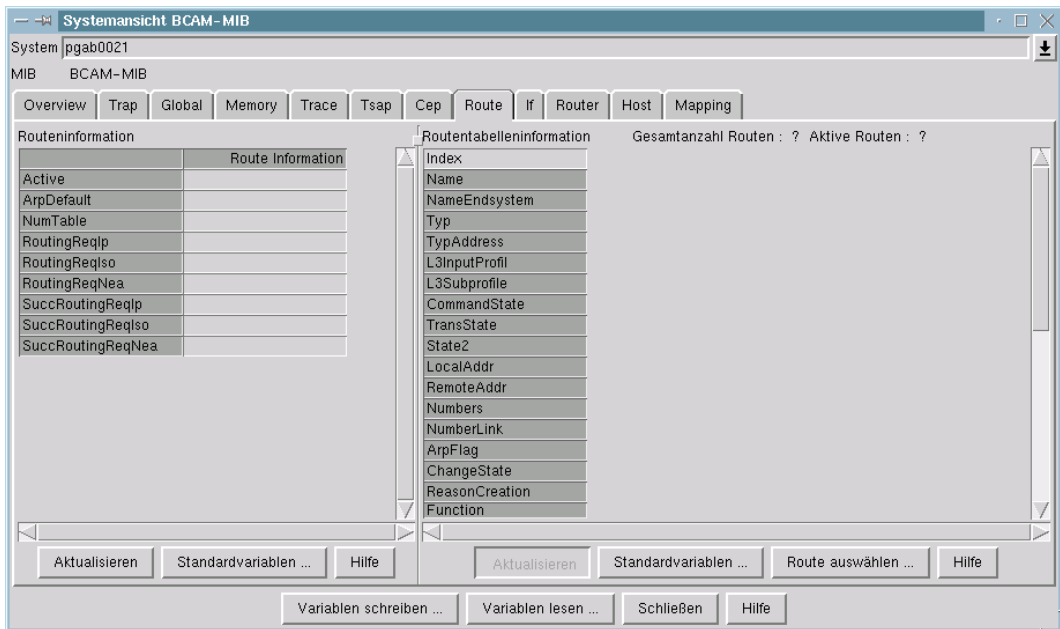 Systemansicht BCAM-MIB
System pgab0021
MIB BCAM-MIB
Overview Trap Global Memory Trace Tsap Cep Route If Router Host Mapping
Routeninformation
Route Information
Active
ArpDefault
NumTable
RoutingReqIp
RoutingReqIso
RoutingReqNea
SuccRoutingReqIp
SuccRoutingReqIso
SuccRoutingReqNea
Aktualisieren Standardvariablen ... Hilfe
Routentabelleninformation Gesamtanzahl Routen : ? Aktive Routen : ?
Index
Name
NameEndsystem
Typ
TypAddress
L3InputProfil
L3Subprofile
CommandState
TransState
State2
LocalAddr
RemoteAddr
Numbers
NumberLink
ArpFlag
ChangeState
ReasonCreation
Function
Aktualisieren Standardvariablen ... Route auswählen ... Hilfe
Variablen schreiben ... Variablen lesen ... Schließen Hilfe